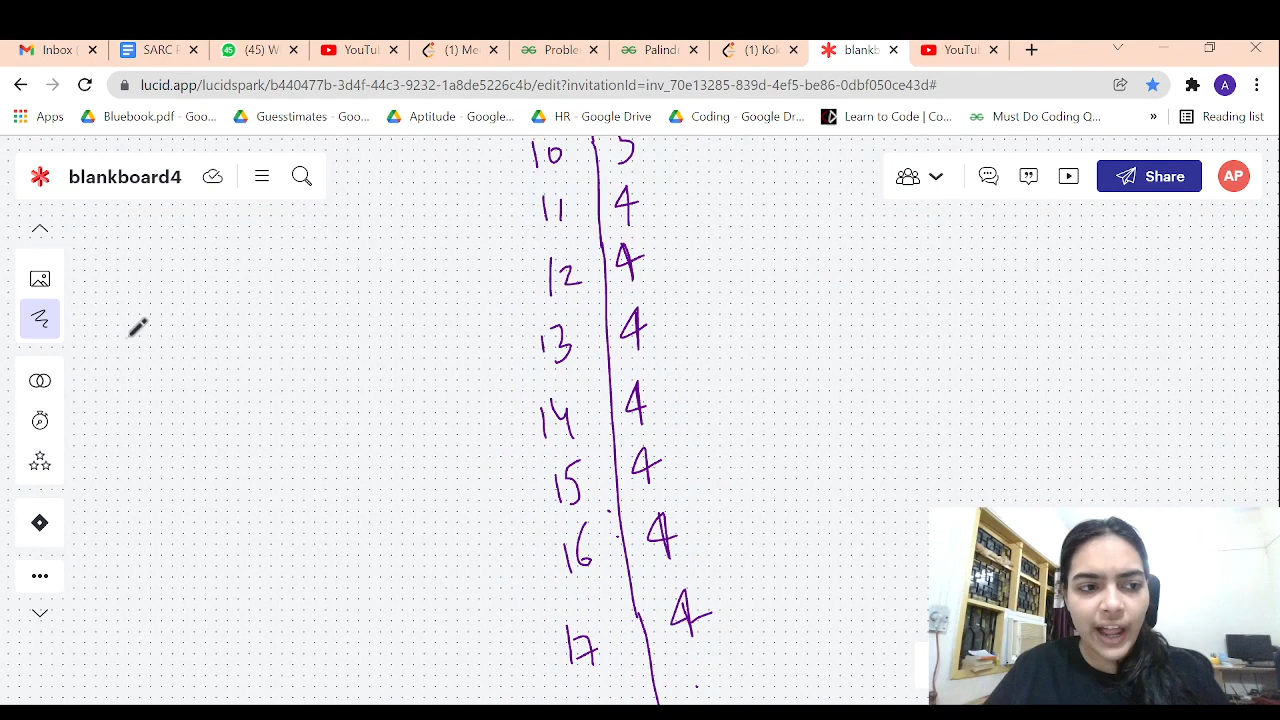 Inbox (
SARC F
(45) W
YouTu
(1) Me
Proble
Palind
(1) Kok
blankb
YouTul
lucid.app/lucidspark/b440477b-3d4f-44c3-9232-1a8de5226c4b/edit?invitationId=inv_70e13285-839d-4ef5-be86-0dbf050ce43d#
A
Apps
Bluebook.pdf - Goo...
Guesstimates - Goo...
Aptitude - Google...
HR - Google Drive
Coding - Google Dr...
Learn to Code | Co...
Must Do Coding Q...
»
Reading list
blankboard4
Share
AP
10
11 4
12 4
13 4
14 4
15 4
16 4
17 4